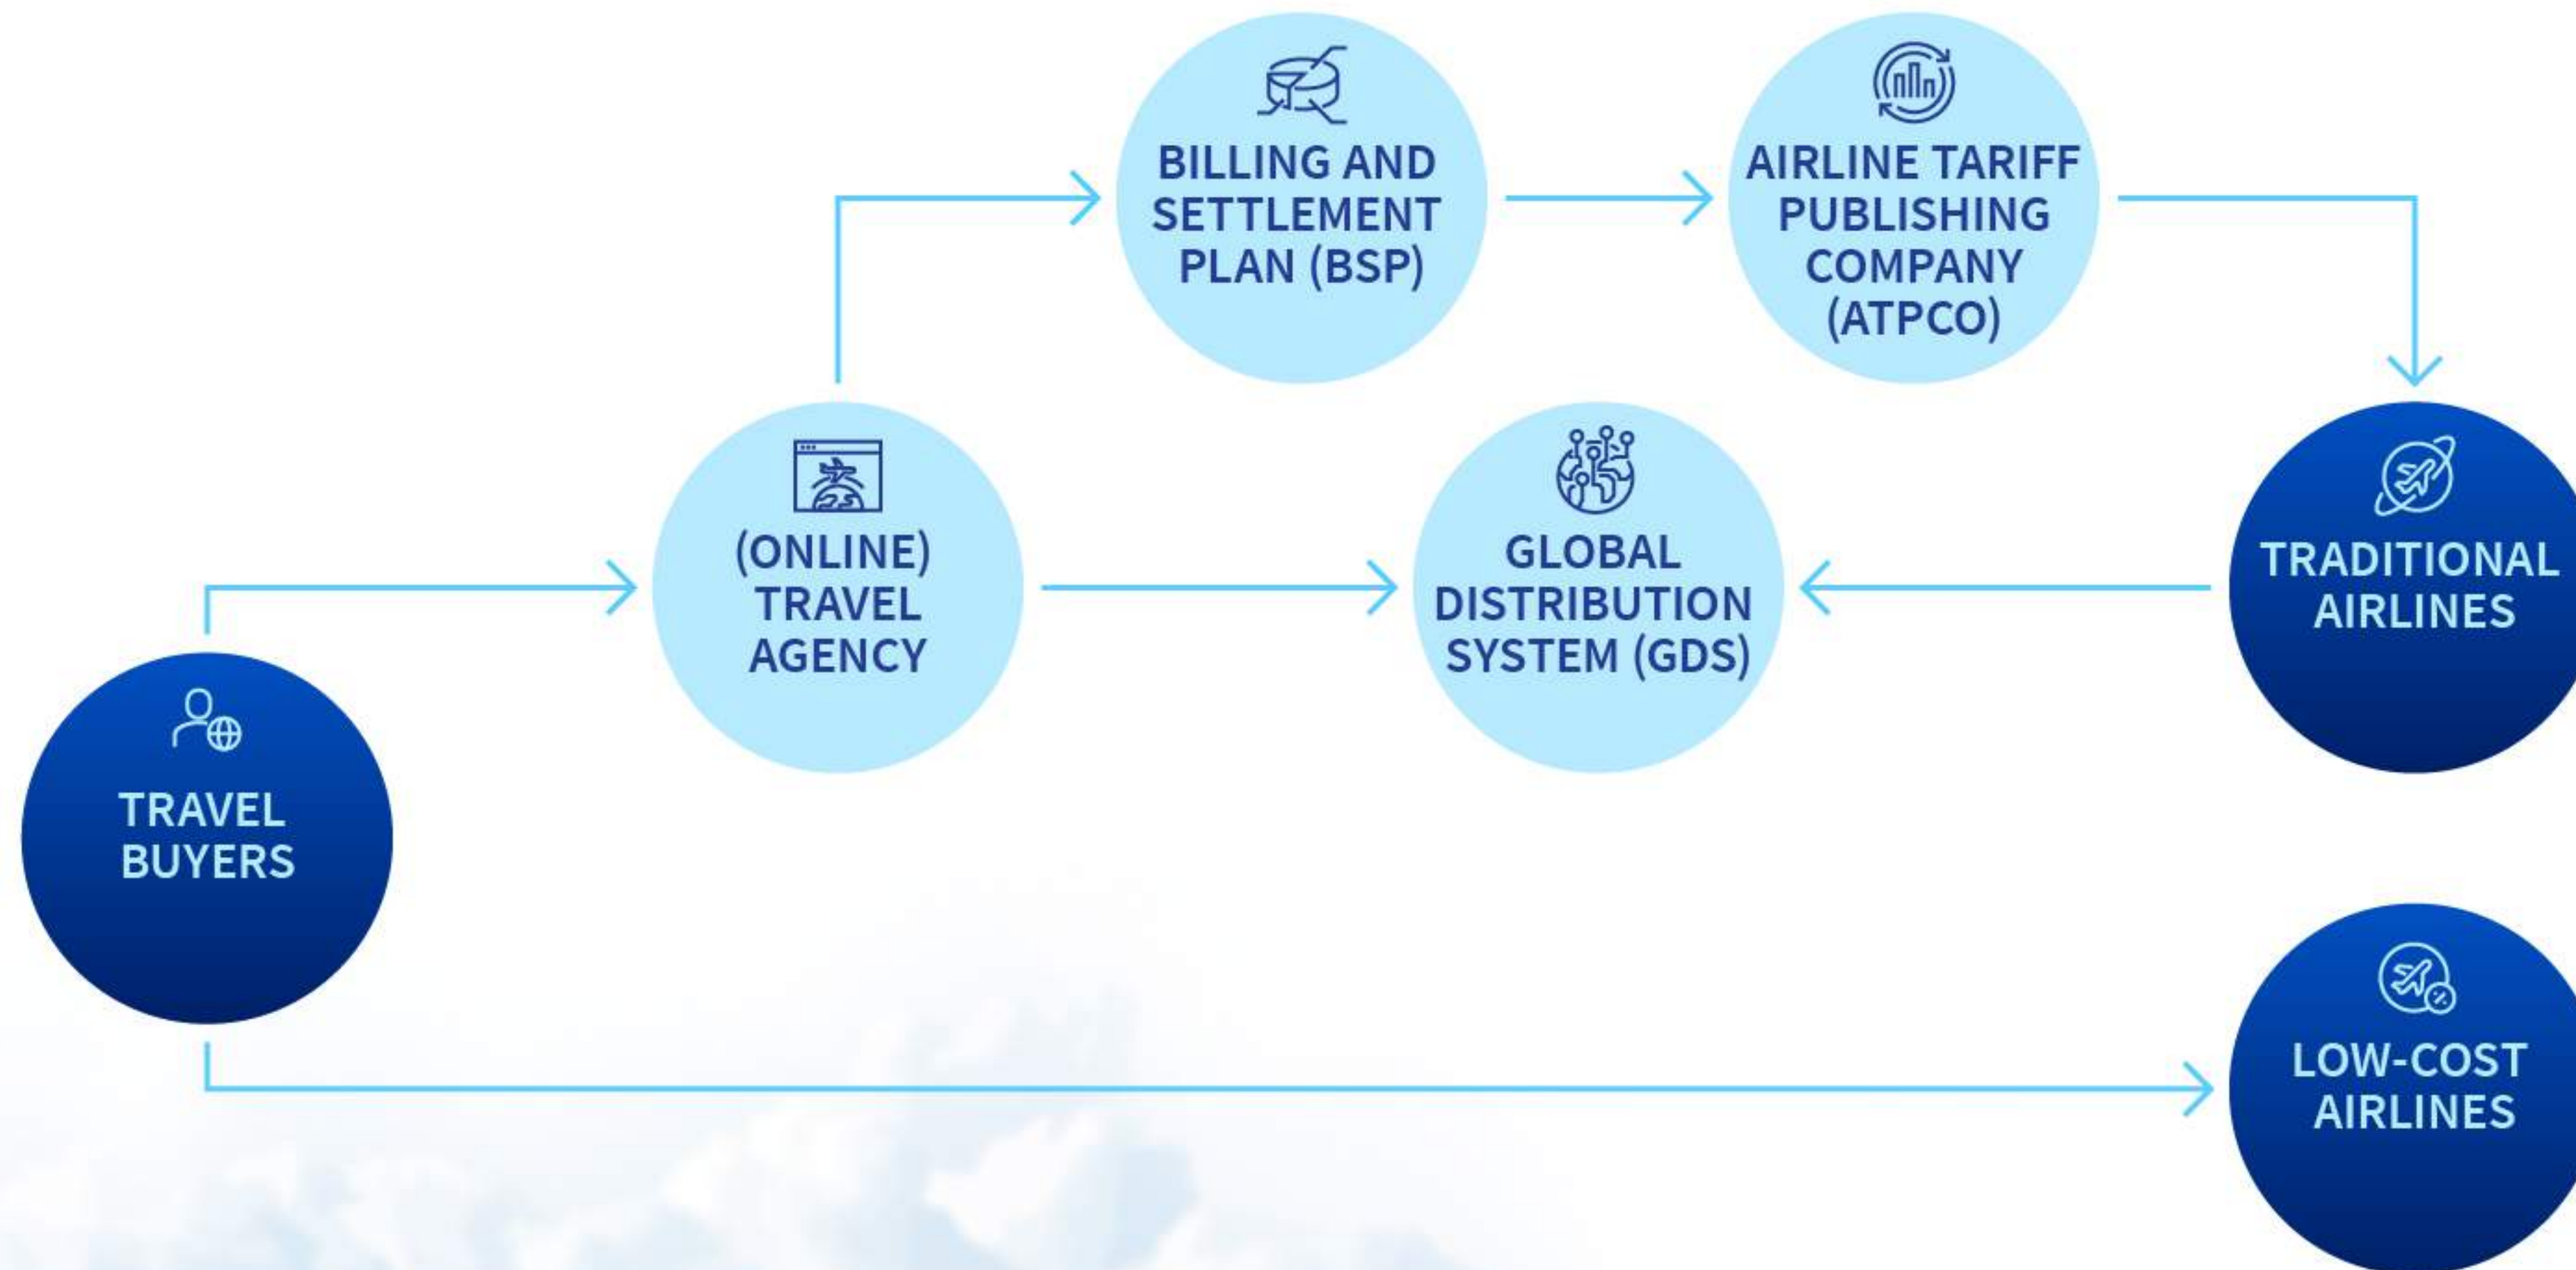 BILLING AND
SETTLEMENT
PLAN (BSP)
AIRLINE TARIFF
PUBLISHING
COMPANY
(ATPCO)
(ONLINE)
TRAVEL
AGENCY
GLOBAL
DISTRIBUTION
SYSTEM (GDS)
TRADITIONAL
AIRLINES
TRAVEL
BUYERS
LOW-COST
AIRLINES